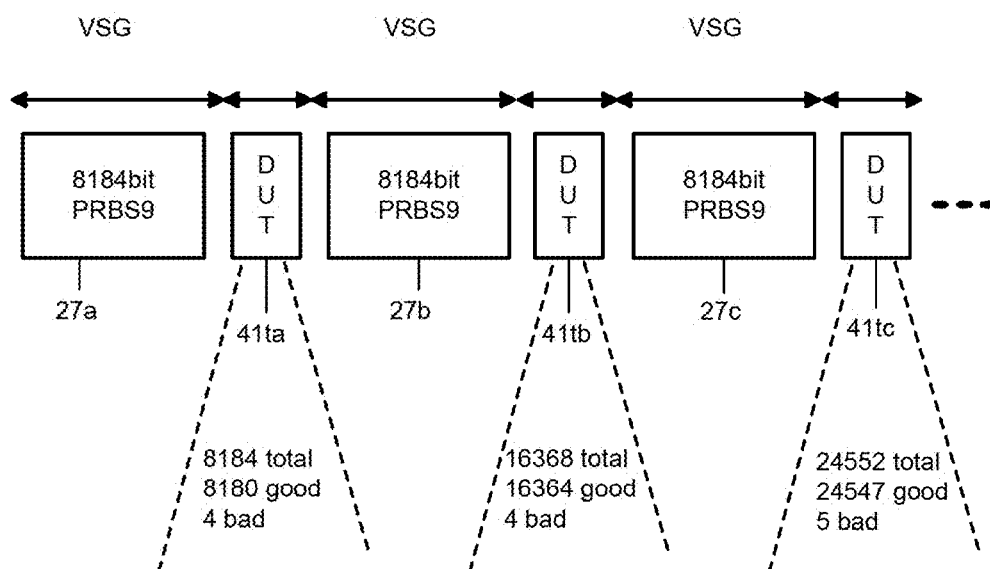 VSG
VSG
VSG
8184bit
PRBS9
D
U
T
8184bit
PRBS9
D
U
T
8184bit
PRBS9
D
U
T
27a
41ta
27b
41tb
27c
41tc
8184 total
8180 good
4 bad
16368 total
16364 good
4 bad
24552 total
24547 good
5 bad